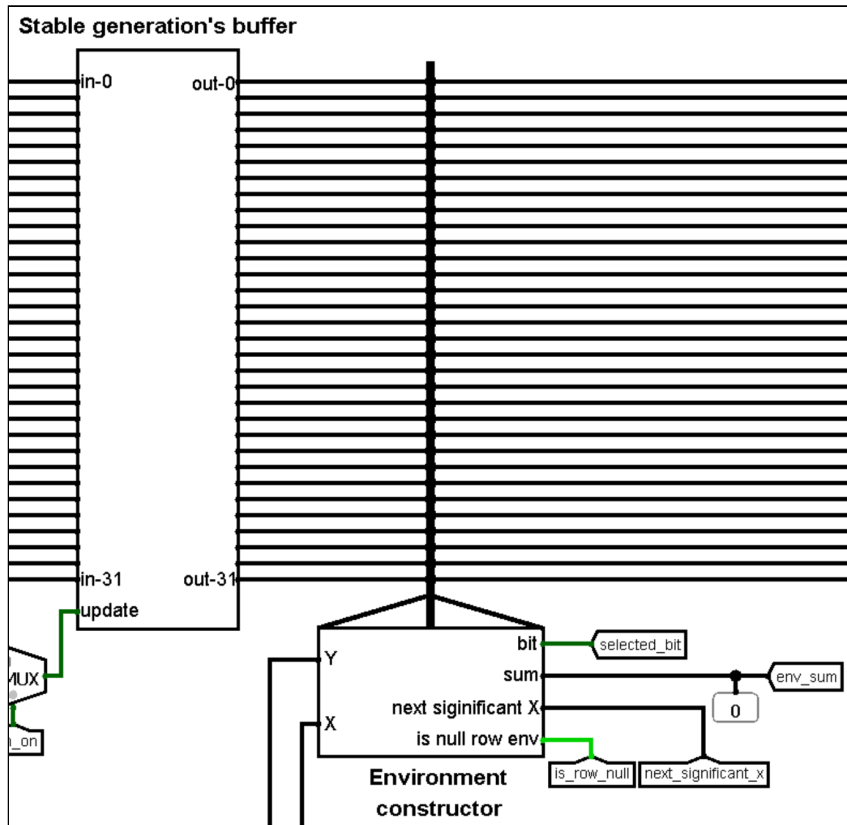 Stable generation's buffer
in-0
out-0
in-31
out-31
update
MUX
n_on
Y
X
bit
sum
next siginificant X
is null row env
selected_bit
env_sum
0
is_row_null
next_significant_x
Environment
constructor